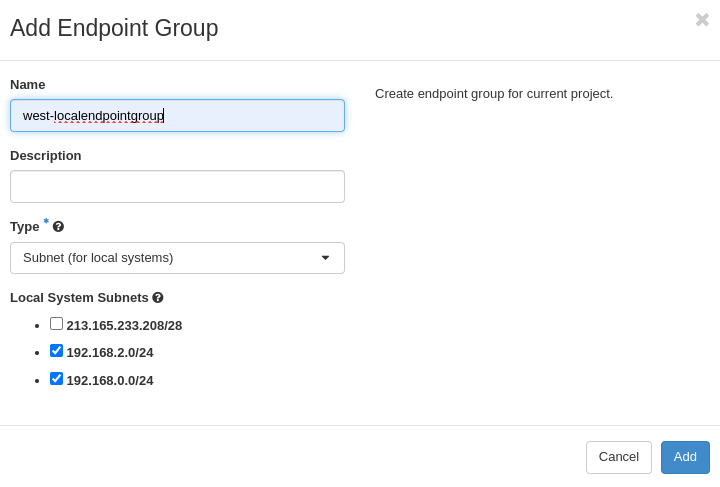 Add Endpoint Group
Name
west-localendpointgroup
Create endpoint group for current project.
Description
Type *
Subnet (for local systems)
Local System Subnets
213.165.233.208/28
192.168.2.0/24
192.168.0.0/24
Cancel Add